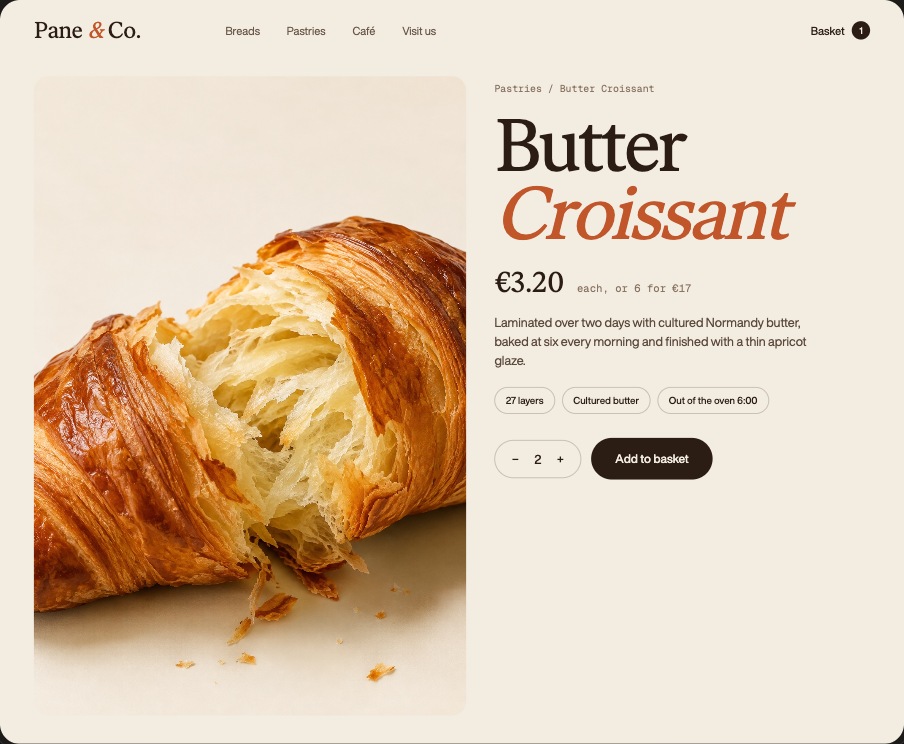 Pane & Co.
Breads
Pastries
Café
Visit us
Basket 1
Pastries / Butter Croissant
Butter
Croissant
€3.20 each, or 6 for €17
Laminated over two days with cultured Normandy butter,
baked at six every morning and finished with a thin apricot
glaze.
27 layers
Cultured butter
Out of the oven 6:00
− 2 +
Add to basket